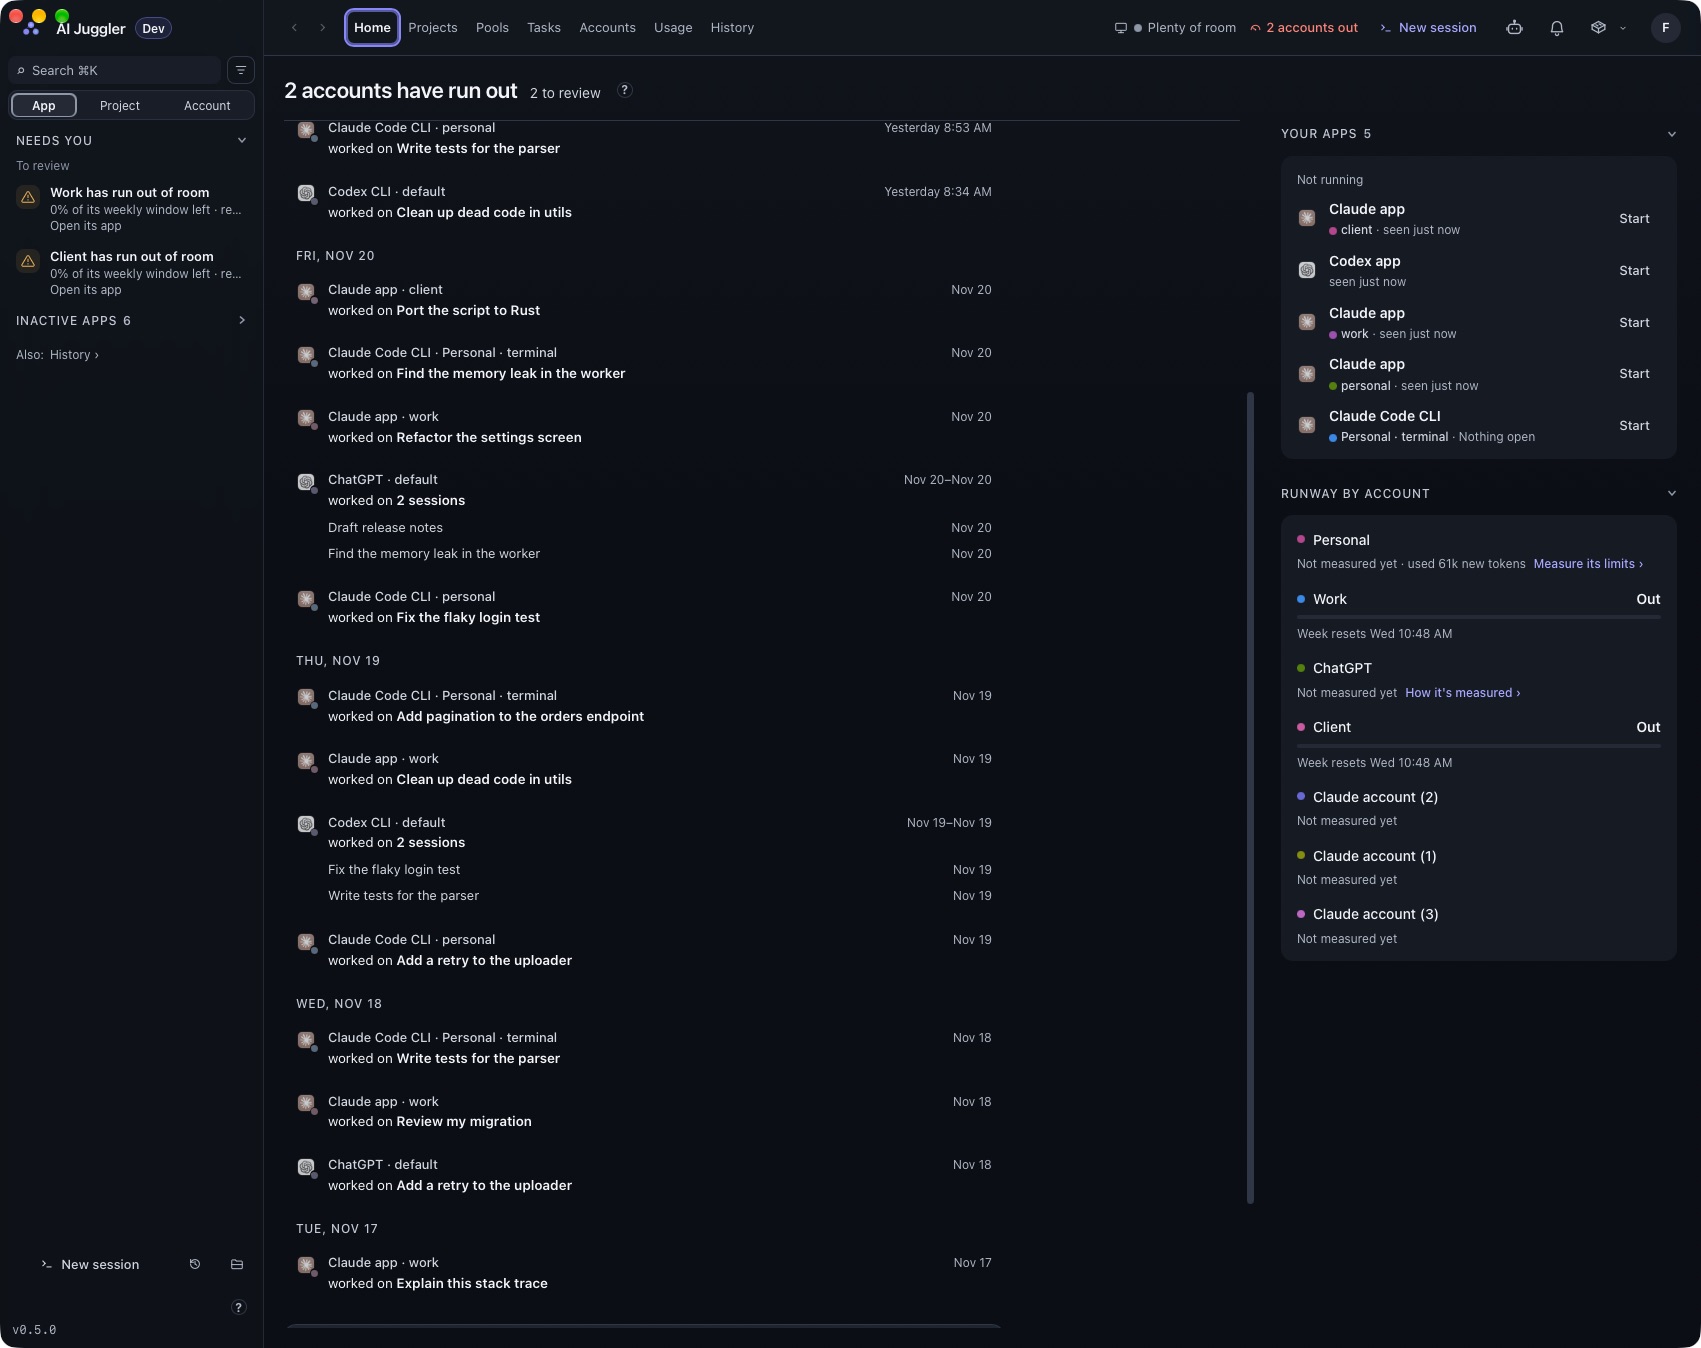 AI Juggler Dev
Search ⌘K
App Project Account
NEEDS YOU
To review
Work has run out of room
0% of its weekly window left · re…
Open its app
Client has run out of room
0% of its weekly window left · re…
Open its app
INACTIVE APPS 6
Also: History ›
New session
?
v0.5.0
Home Projects Pools Tasks Accounts Usage History
Plenty of room 2 accounts out New session F
2 accounts have run out 2 to review ?
Claude Code CLI · personal Yesterday 8:53 AM
worked on Write tests for the parser
Codex CLI · default Yesterday 8:34 AM
worked on Clean up dead code in utils
FRI, NOV 20
Claude app · client Nov 20
worked on Port the script to Rust
Claude Code CLI · Personal · terminal Nov 20
worked on Find the memory leak in the worker
Claude app · work Nov 20
worked on Refactor the settings screen
ChatGPT · default Nov 20–Nov 20
worked on 2 sessions
Draft release notes Nov 20
Find the memory leak in the worker Nov 20
Claude Code CLI · personal Nov 20
worked on Fix the flaky login test
THU, NOV 19
Claude Code CLI · Personal · terminal Nov 19
worked on Add pagination to the orders endpoint
Claude app · work Nov 19
worked on Clean up dead code in utils
Codex CLI · default Nov 19–Nov 19
worked on 2 sessions
Fix the flaky login test Nov 19
Write tests for the parser Nov 19
Claude Code CLI · personal Nov 19
worked on Add a retry to the uploader
WED, NOV 18
Claude Code CLI · Personal · terminal Nov 18
worked on Write tests for the parser
Claude app · work Nov 18
worked on Review my migration
ChatGPT · default Nov 18
worked on Add a retry to the uploader
TUE, NOV 17
Claude app · work Nov 17
worked on Explain this stack trace
YOUR APPS 5
Not running
Claude app
client · seen just now
Start
Codex app
seen just now
Start
Claude app
work · seen just now
Start
Claude app
personal · seen just now
Start
Claude Code CLI
Personal · terminal · Nothing open
Start
RUNWAY BY ACCOUNT
Personal
Not measured yet · used 61k new tokens Measure its limits ›
Work Out
Week resets Wed 10:48 AM
ChatGPT
Not measured yet How it's measured ›
Client Out
Week resets Wed 10:48 AM
Claude account (2)
Not measured yet
Claude account (1)
Not measured yet
Claude account (3)
Not measured yet